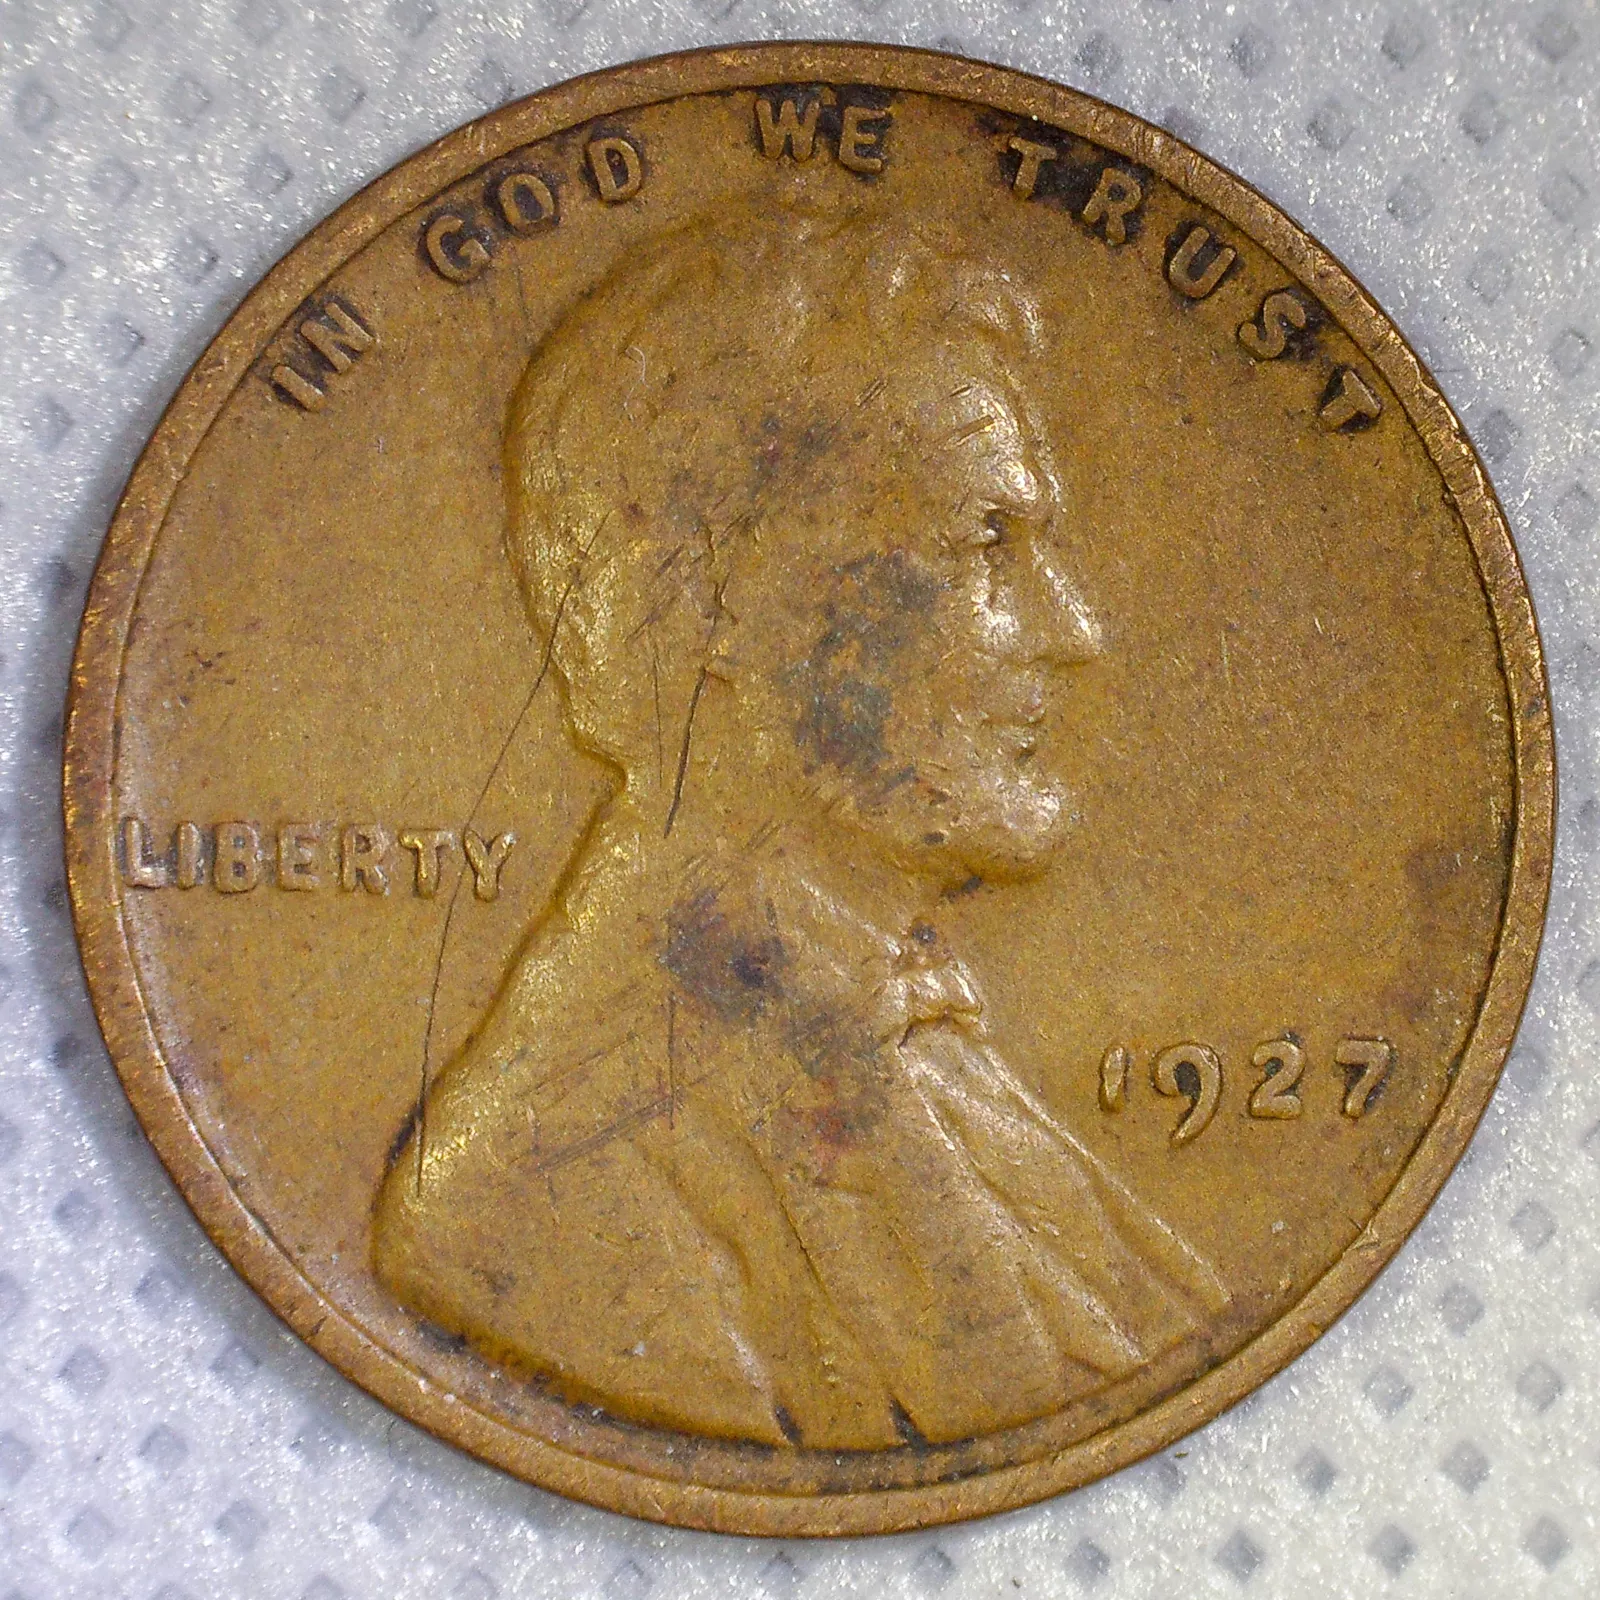 IN GOD WE TRUST
LIBERTY
1927